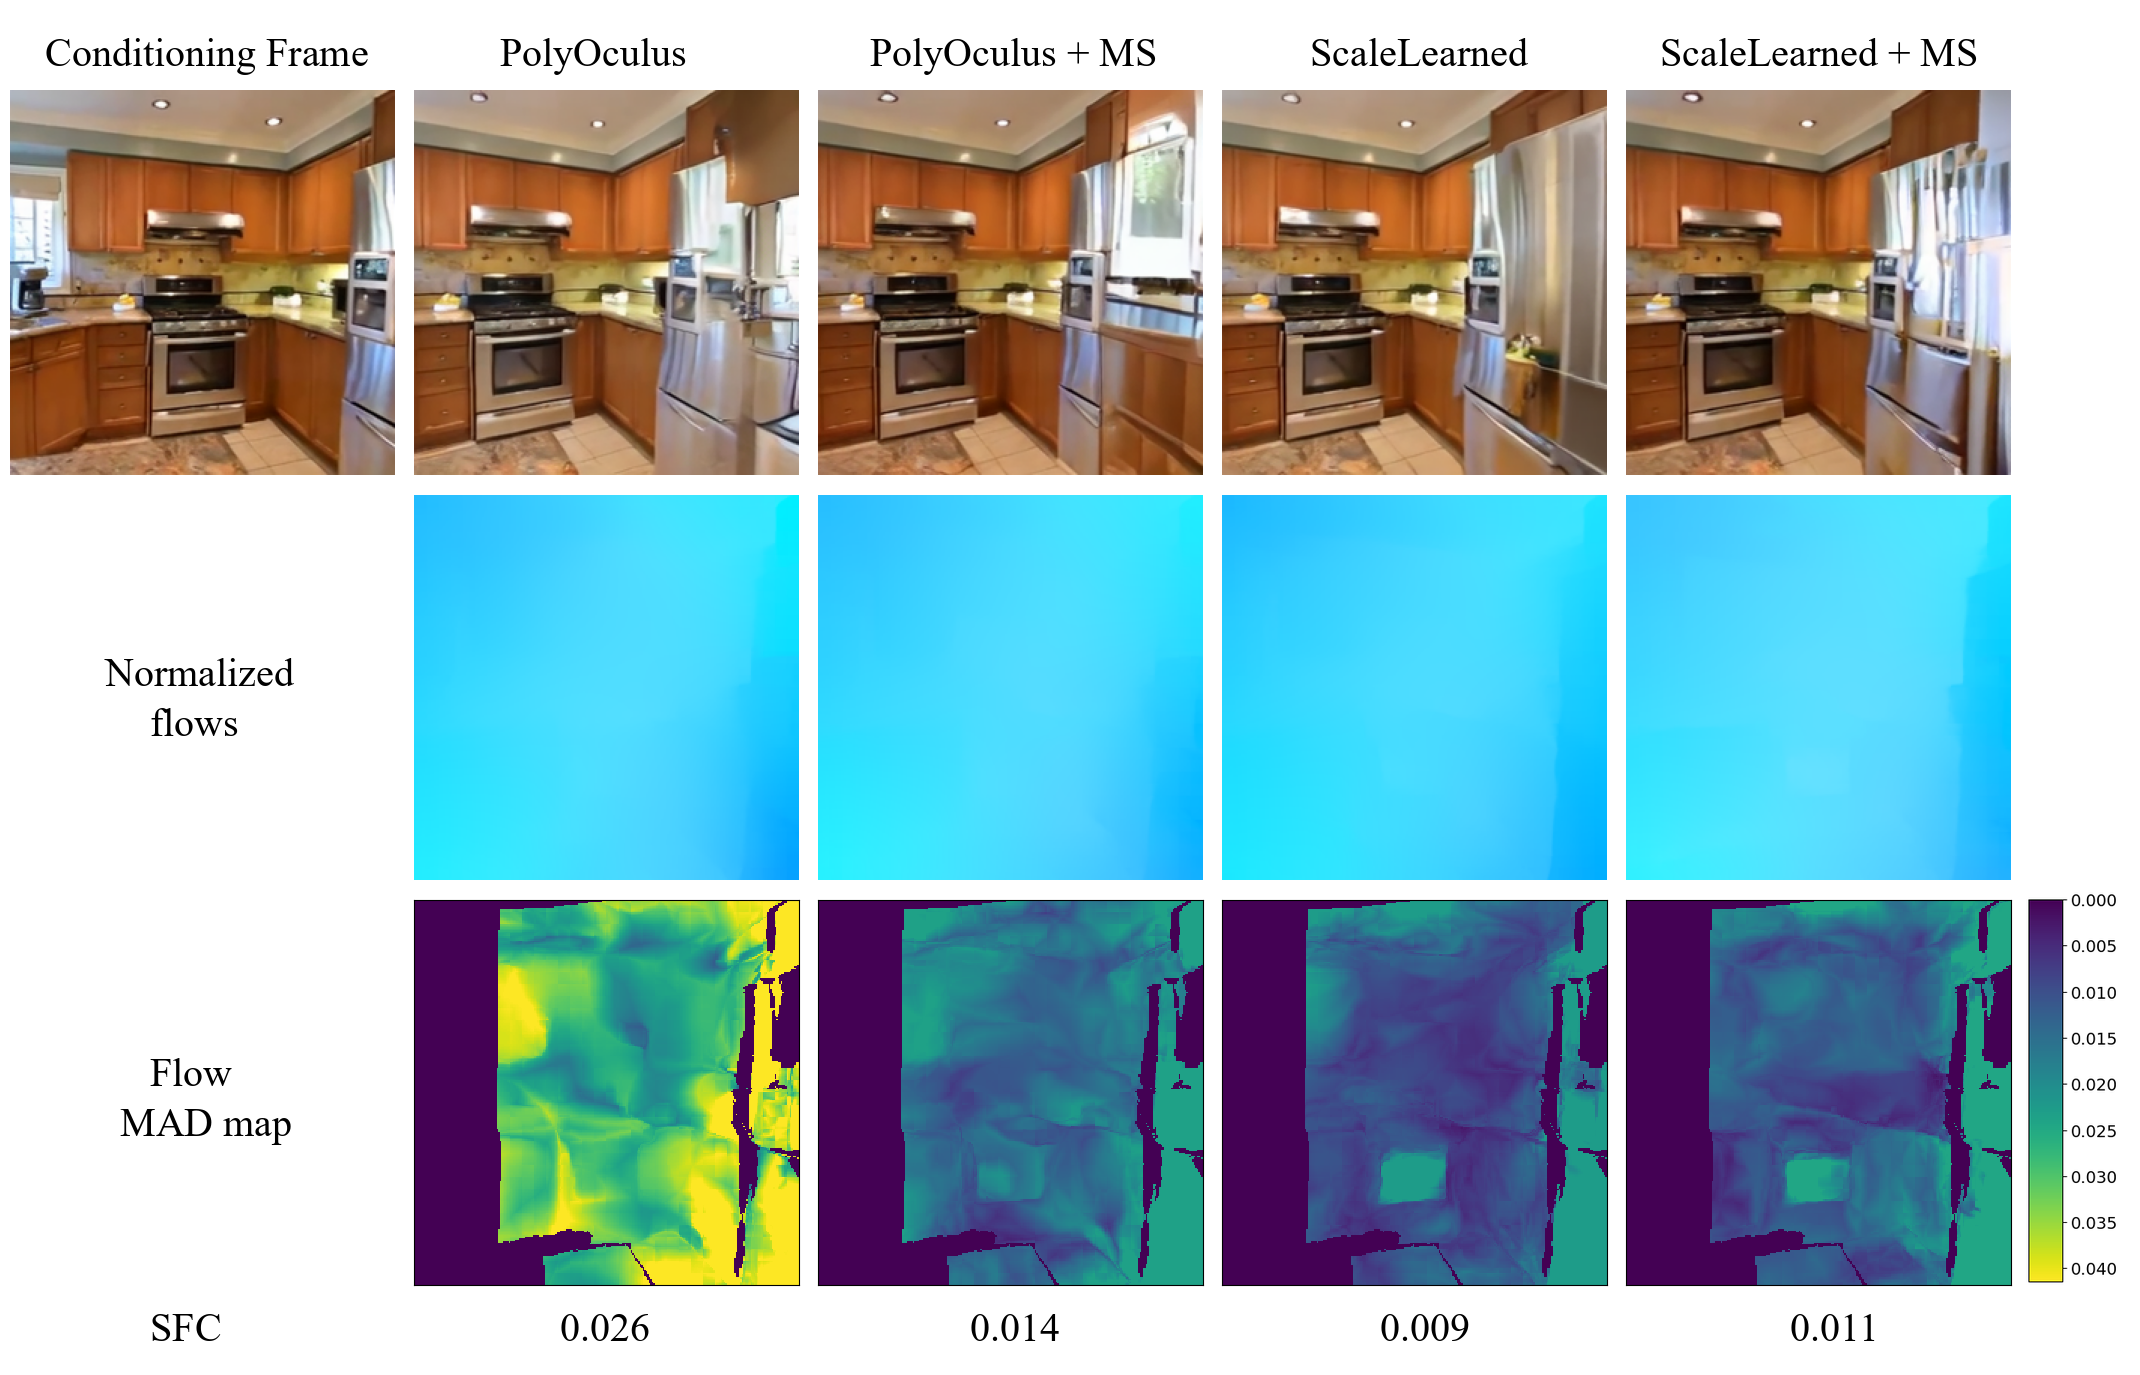 Conditioning Frame
PolyOculus
PolyOculus + MS
ScaleLearned
ScaleLearned + MS
Normalized
flows
Flow
MAD map
0.000
0.005
0.010
0.015
0.020
0.025
0.030
0.035
0.040
SFC
0.026
0.014
0.009
0.011